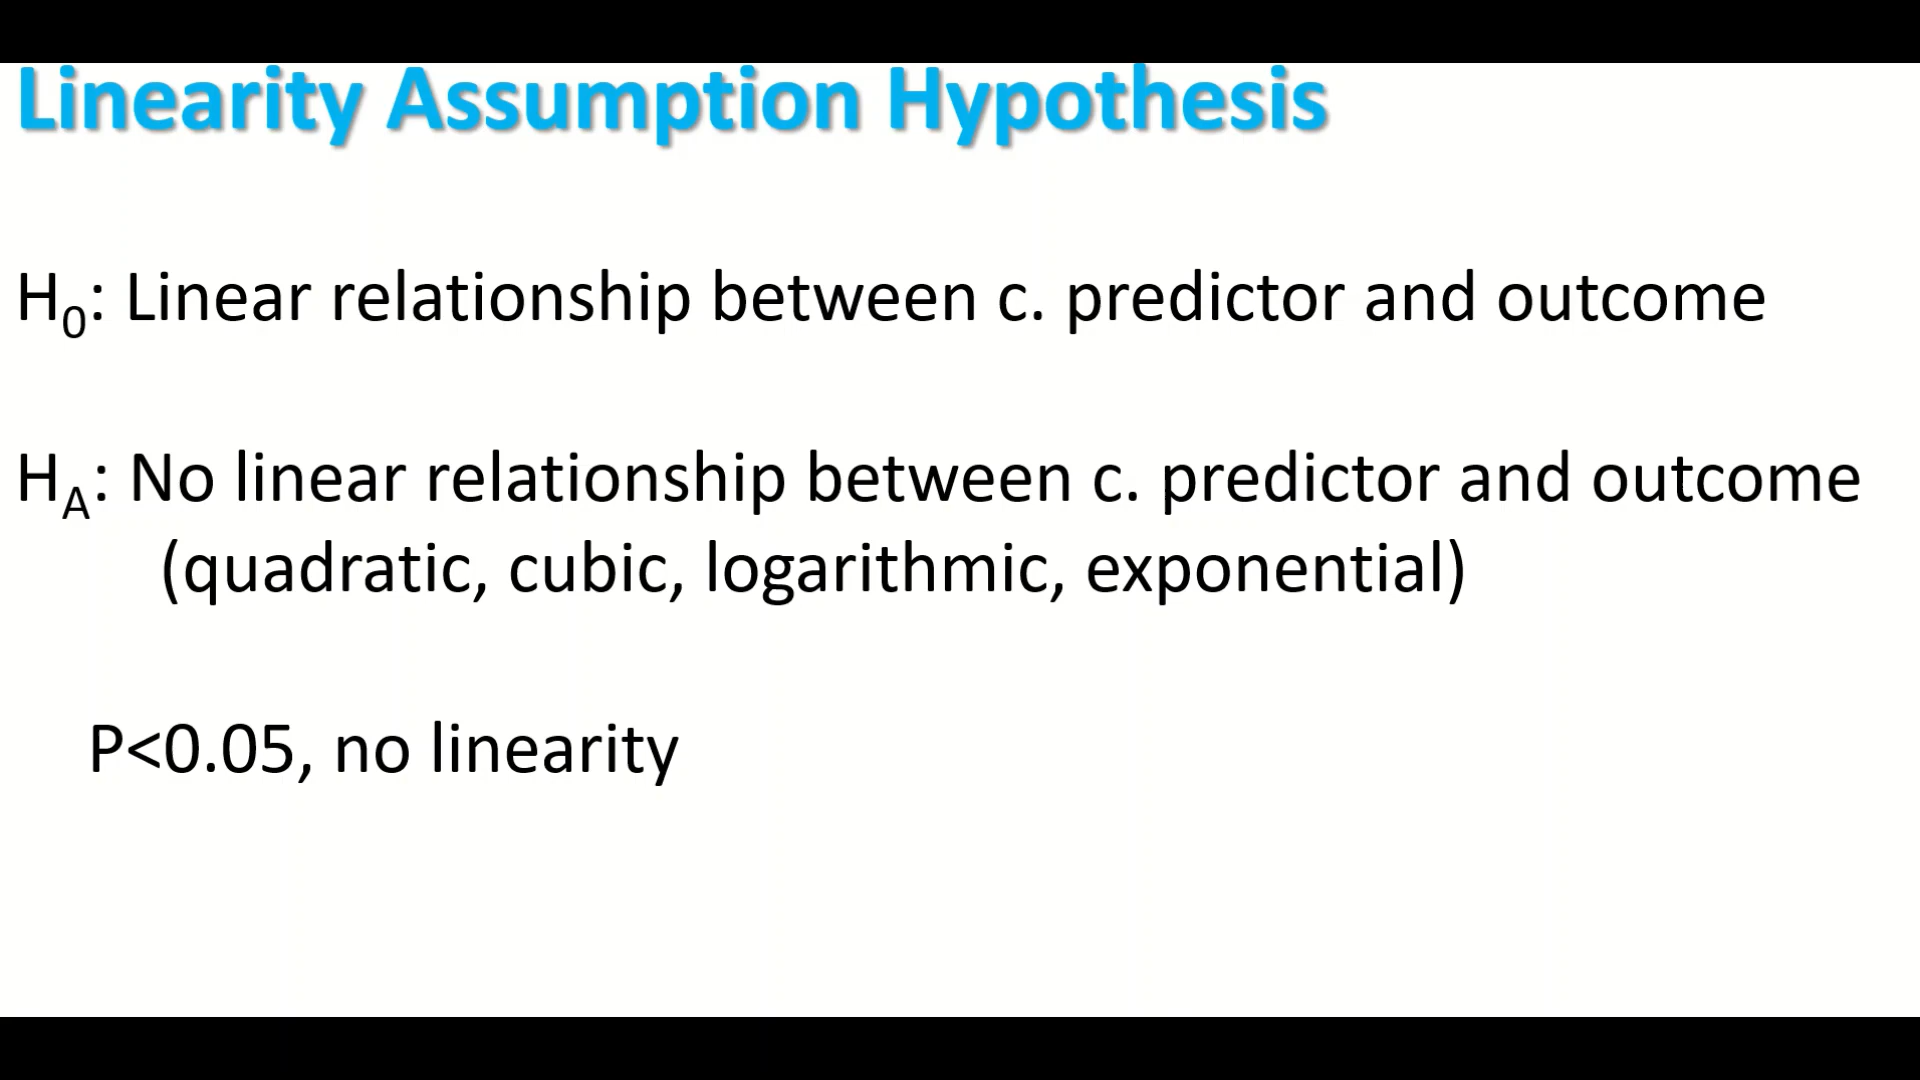 Linearity Assumption Hypothesis
H₀: Linear relationship between c. predictor and outcome
Hₐ: No linear relationship between c. predictor and outcome
(quadratic, cubic, logarithmic, exponential)
P<0.05, no linearity